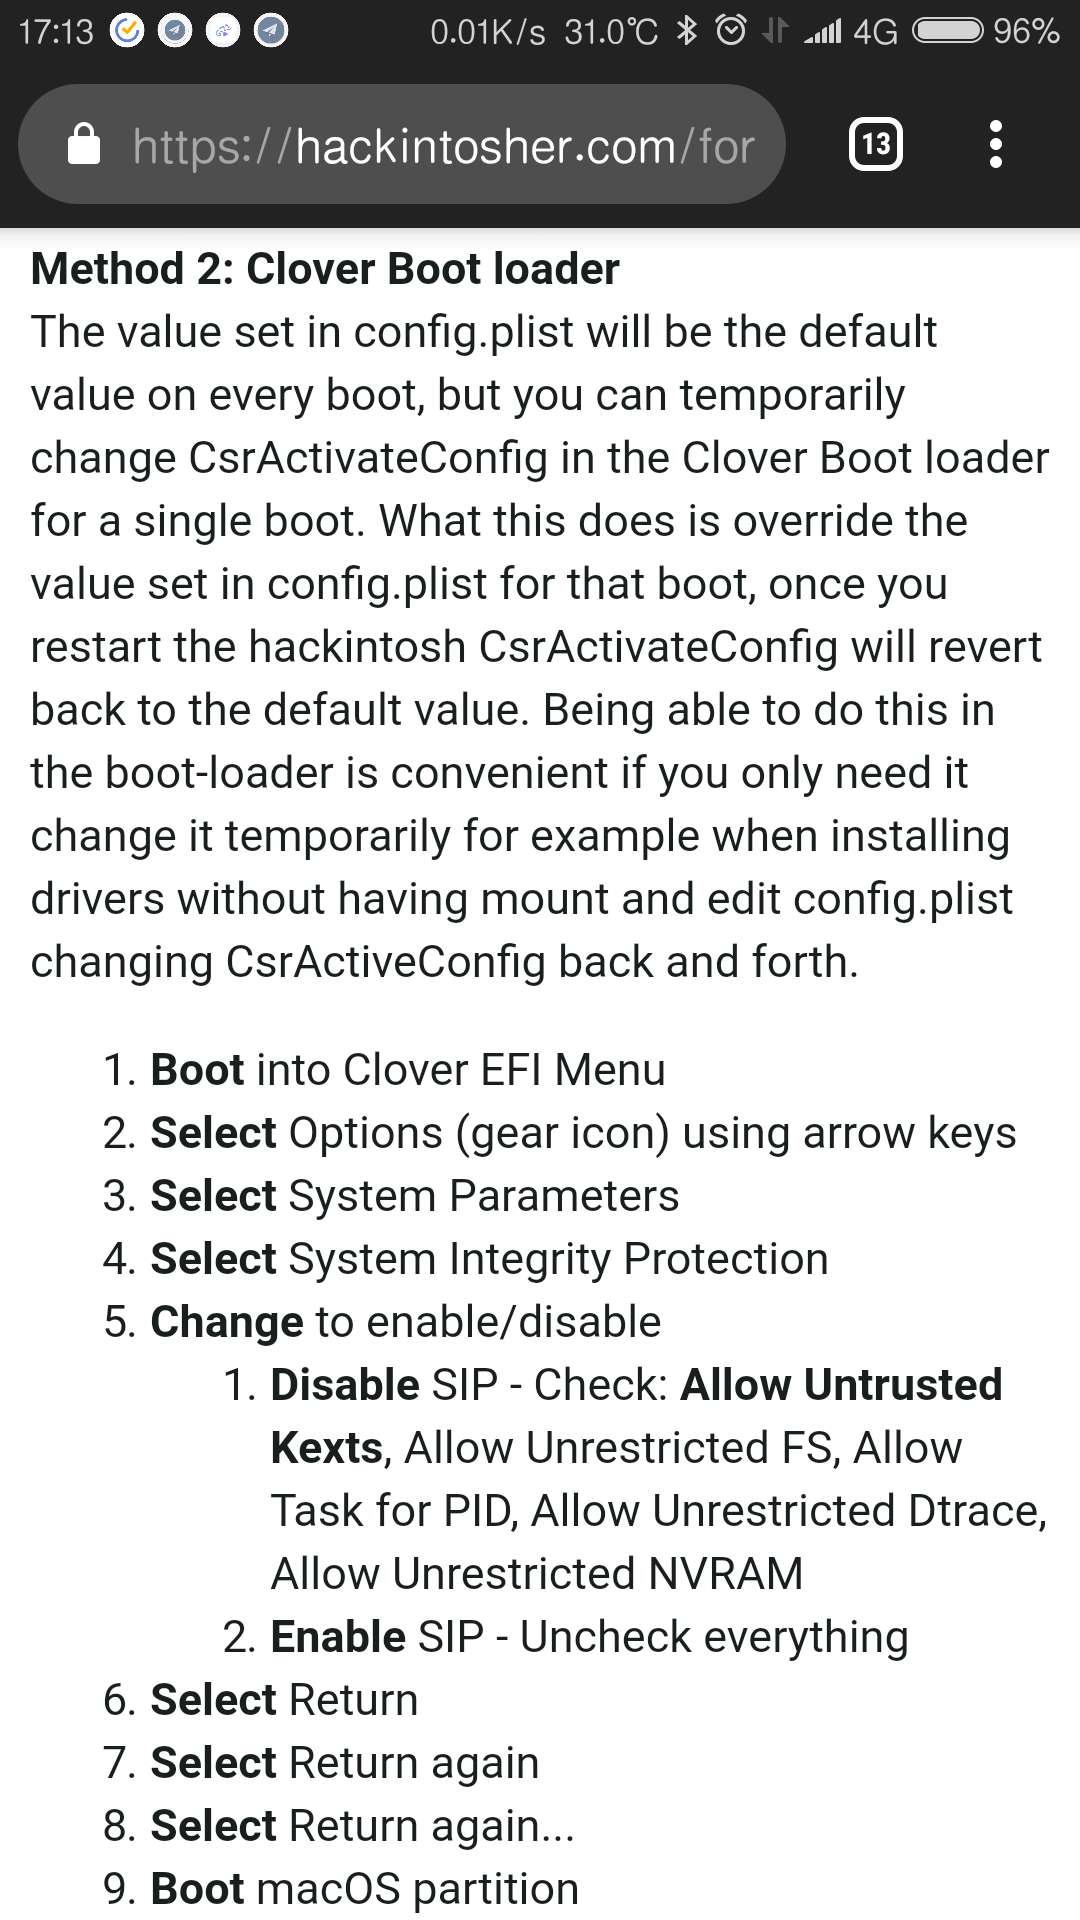 17:13 0.01K/s 31.0°C 4G 96%
https://hackintosher.com/for 13
Method 2: Clover Boot loader
The value set in config.plist will be the default
value on every boot, but you can temporarily
change CsrActivateConfig in the Clover Boot loader
for a single boot. What this does is override the
value set in config.plist for that boot, once you
restart the hackintosh CsrActivateConfig will revert
back to the default value. Being able to do this in
the boot-loader is convenient if you only need it
change it temporarily for example when installing
drivers without having mount and edit config.plist
changing CsrActiveConfig back and forth.
1. Boot into Clover EFI Menu
2. Select Options (gear icon) using arrow keys
3. Select System Parameters
4. Select System Integrity Protection
5. Change to enable/disable
1. Disable SIP - Check: Allow Untrusted
Kexts, Allow Unrestricted FS, Allow
Task for PID, Allow Unrestricted Dtrace,
Allow Unrestricted NVRAM
2. Enable SIP - Uncheck everything
6. Select Return
7. Select Return again
8. Select Return again...
9. Boot macOS partition